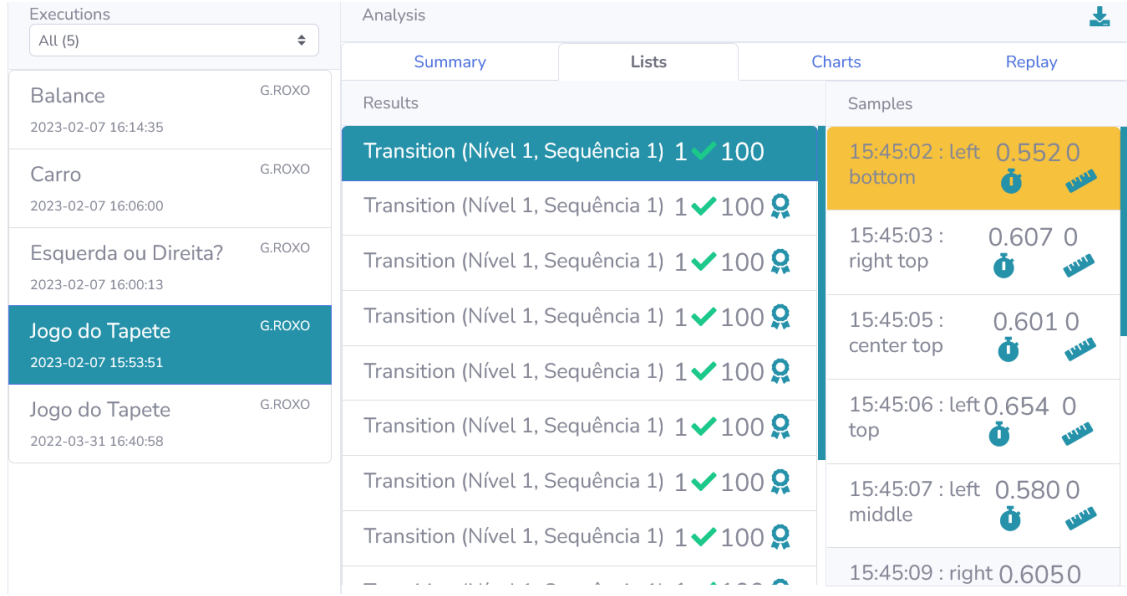 Executions
All (5)
Balance G.ROXO
2023-02-07 16:14:35
Carro G.ROXO
2023-02-07 16:06:00
Esquerda ou Direita? G.ROXO
2023-02-07 16:00:13
Jogo do Tapete G.ROXO
2023-02-07 15:53:51
Jogo do Tapete G.ROXO
2022-03-31 16:40:58
Analysis
Summary Lists Charts Replay
Results
Transition (Nível 1, Sequência 1) 1 100
Transition (Nível 1, Sequência 1) 1 100
Transition (Nível 1, Sequência 1) 1 100
Transition (Nível 1, Sequência 1) 1 100
Transition (Nível 1, Sequência 1) 1 100
Transition (Nível 1, Sequência 1) 1 100
Transition (Nível 1, Sequência 1) 1 100
Transition (Nível 1, Sequência 1) 1 100
Samples
15:45:02 : left 0.552 0
bottom
15:45:03 : 0.607 0
right top
15:45:05 : 0.601 0
center top
15:45:06 : left 0.654 0
top
15:45:07 : left 0.580 0
middle
15:45:09 : right 0.605 0